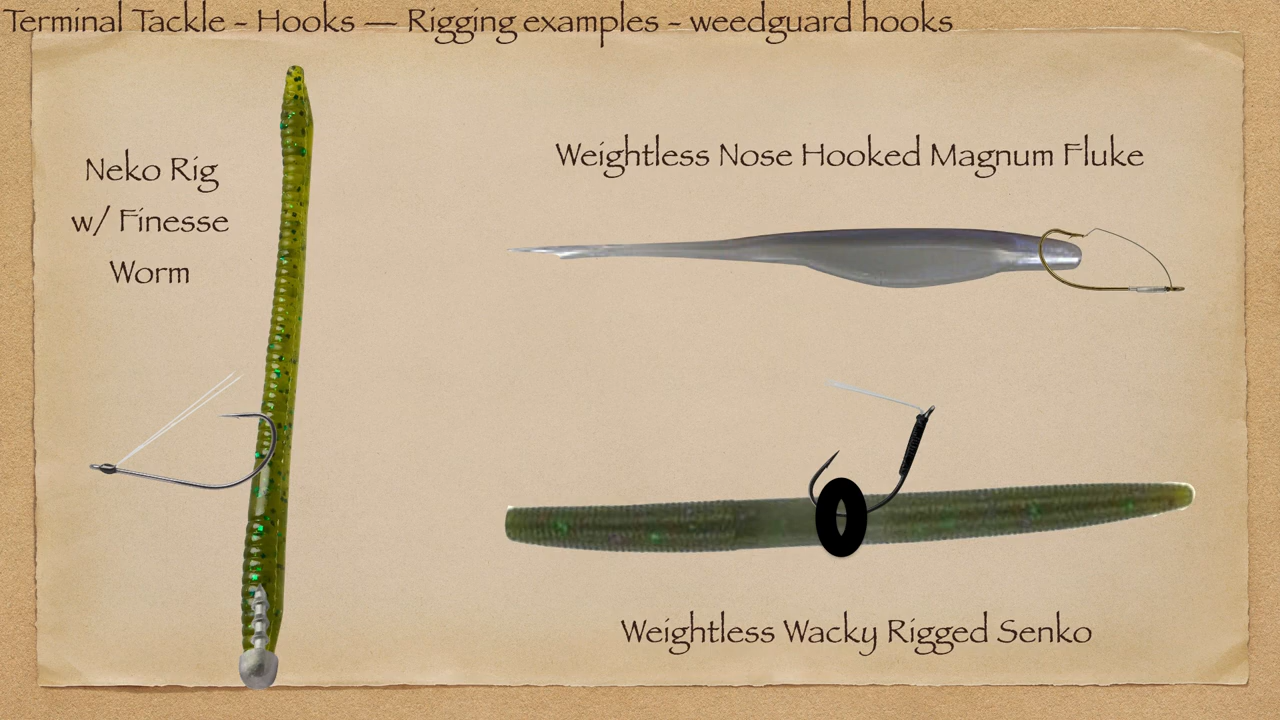 Terminal Tackle - Hooks — Rigging examples - weedguard hooks
Neko Rig
w/ Finesse
Worm
Weightless Nose Hooked Magnum Fluke
Weightless Wacky Rigged Senko